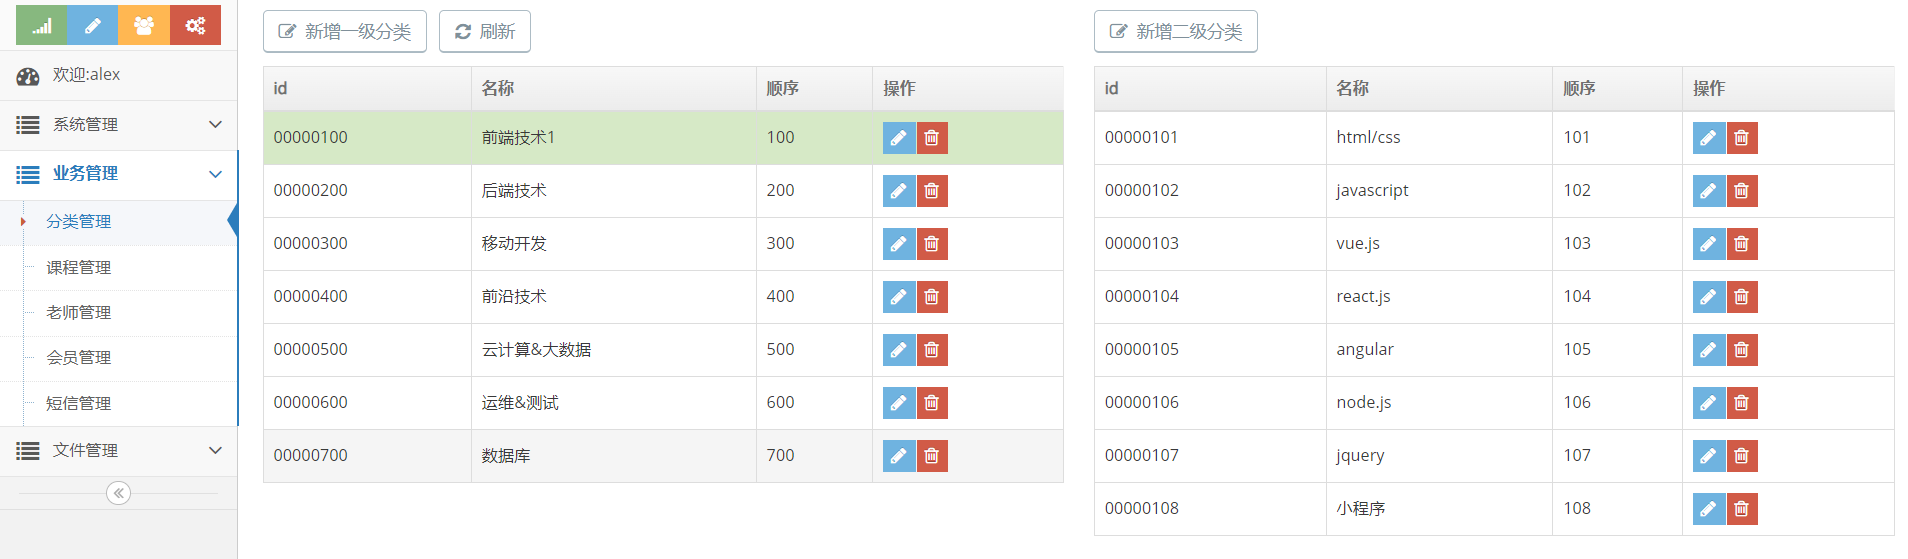 欢迎:alex
系统管理
业务管理
分类管理
课程管理
老师管理
会员管理
短信管理
文件管理
新增一级分类 刷新
id 名称 顺序 操作
00000100 前端技术1 100
00000200 后端技术 200
00000300 移动开发 300
00000400 前沿技术 400
00000500 云计算&大数据 500
00000600 运维&测试 600
00000700 数据库 700
新增二级分类
id 名称 顺序 操作
00000101 html/css 101
00000102 javascript 102
00000103 vue.js 103
00000104 react.js 104
00000105 angular 105
00000106 node.js 106
00000107 jquery 107
00000108 小程序 108